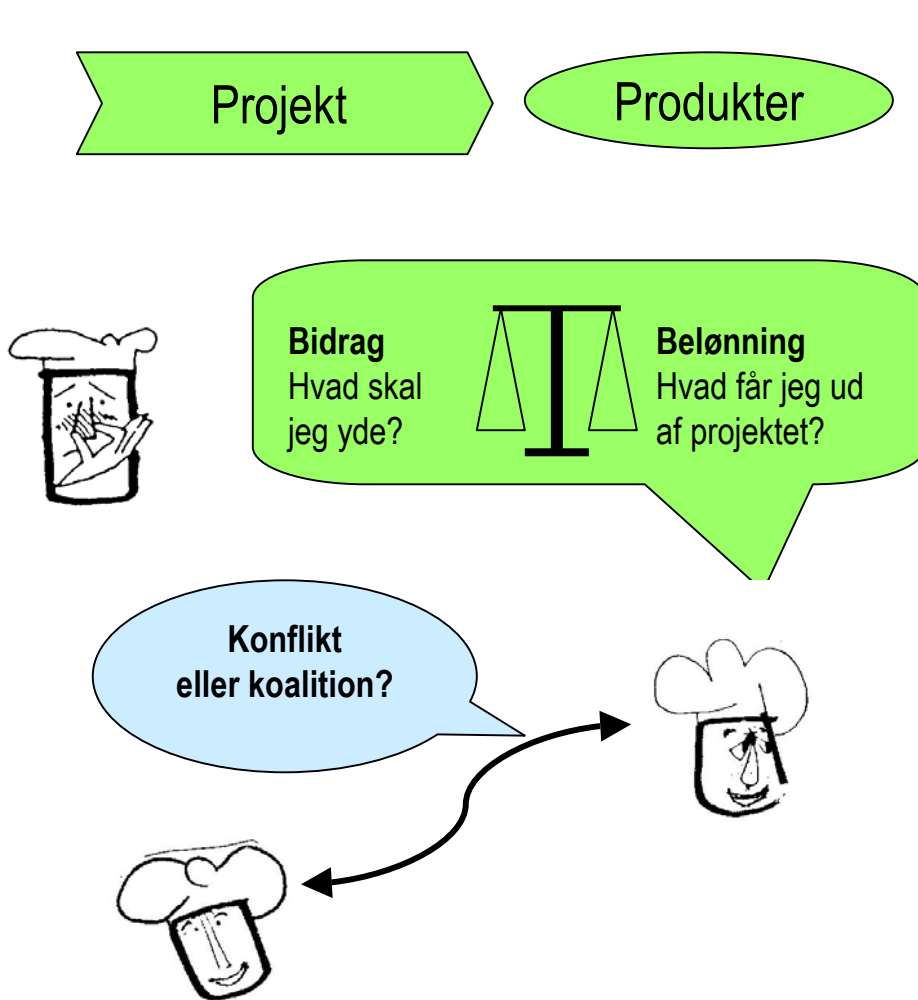 Projekt
Produkter
Bidrag
Hvad skal
jeg yde?
Belønning
Hvad får jeg ud
af projektet?
Konflikt
eller koalition?